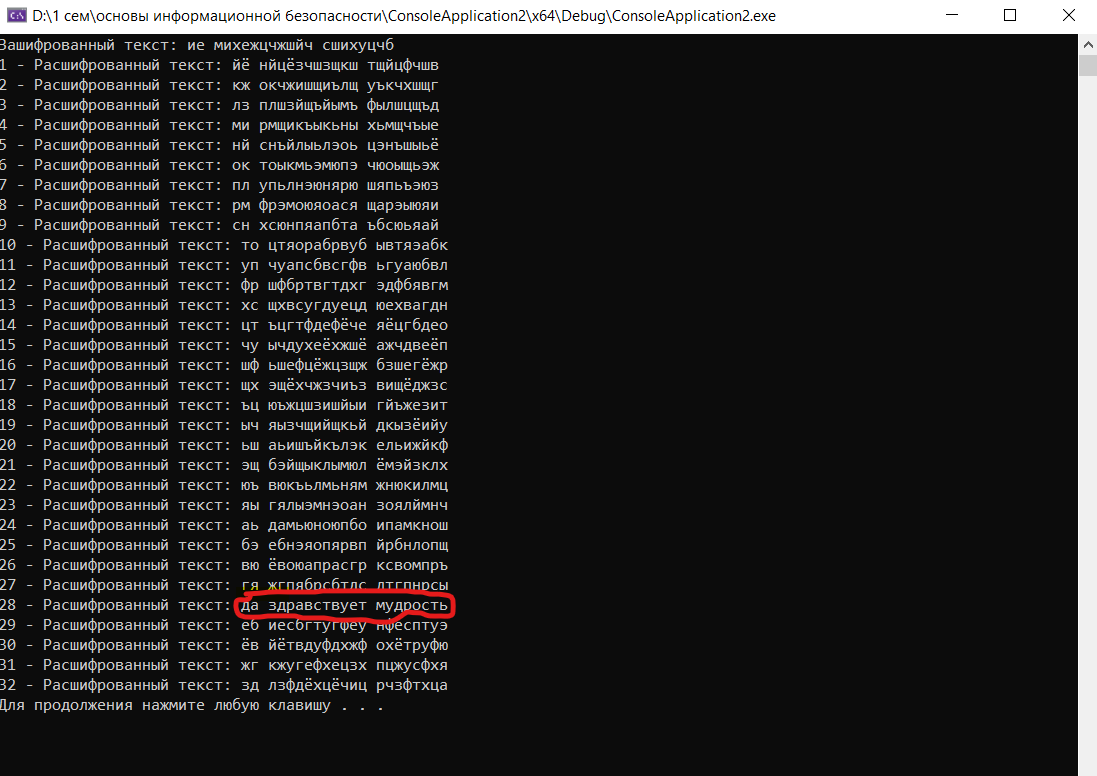 D:\1 сем\основы информационной безопасности\ConsoleApplication2\x64\Debug\ConsoleApplication2.exe
Зашифрованный текст: ие михежцчжшйч сшихуцчб
1 - Расшифрованный текст: йё нйцёзчшзщкш тщйцфчшв
2 - Расшифрованный текст: кж окчжишщиълщ уъкчхшщг
3 - Расшифрованный текст: лз плшзйщъйымъ фылшцщъд
4 - Расшифрованный текст: ми рмщикъыкьны хьмщчъые
5 - Расшифрованный текст: нй снъйлыьлэоь цэнъшыьё
6 - Расшифрованный текст: ок тоыкмьэмюпэ чюоыщьэж
7 - Расшифрованный текст: пл упьлнэюнярю шяпьъэюз
8 - Расшифрованный текст: рм фрэмоюяоася щарэыюяи
9 - Расшифрованный текст: сн хсюнпяапбта ъбсюьяай
10 - Расшифрованный текст: то цтяорабрвуб ывтяэабк
11 - Расшифрованный текст: уп чуапсбвсгфв ьгуаюбвл
12 - Расшифрованный текст: фр шфбртвгтдхг эдфбявгм
13 - Расшифрованный текст: хс щхвсугдуецд юехвагдн
14 - Расшифрованный текст: цт ъцгтфдефёче яёцгбдео
15 - Расшифрованный текст: чу ычдухеёхжшё ажчдвеёп
16 - Расшифрованный текст: шф ьшефцёжцзщж бзшегёжр
17 - Расшифрованный текст: щх эщёхчжзчиъз вищёджзс
18 - Расшифрованный текст: ъц юъжцшзишйыи гйъжезит
19 - Расшифрованный текст: ыч яызчщийщкьй дкызёийу
20 - Расшифрованный текст: ьш аьишъйкълэк ельижйкф
21 - Расшифрованный текст: эщ бэйщыклымюл ёмэйзклх
22 - Расшифрованный текст: юъ вюкъьлмьням жнюкилмц
23 - Расшифрованный текст: яы гялыэмнэоан зоялймнч
24 - Расшифрованный текст: аь дамьюноюпбо ипамкнош
25 - Расшифрованный текст: бэ ебнэяопярвп йрбнлопщ
26 - Расшифрованный текст: вю ёвоюапрасгр ксвомпръ
27 - Расшифрованный текст: гя жгпябрсбтдс лтгпнрсы
28 - Расшифрованный текст: да здравствует мудрость
29 - Расшифрованный текст: еб иесбгтугфеу нфесптуэ
30 - Расшифрованный текст: ёв йётвдуфдхжф охётруфю
31 - Расшифрованный текст: жг кжугефхецзх пцжусфхя
32 - Расшифрованный текст: зд лзфдёхцёчиц рчзфтхца
Для продолжения нажмите любую клавишу . . .